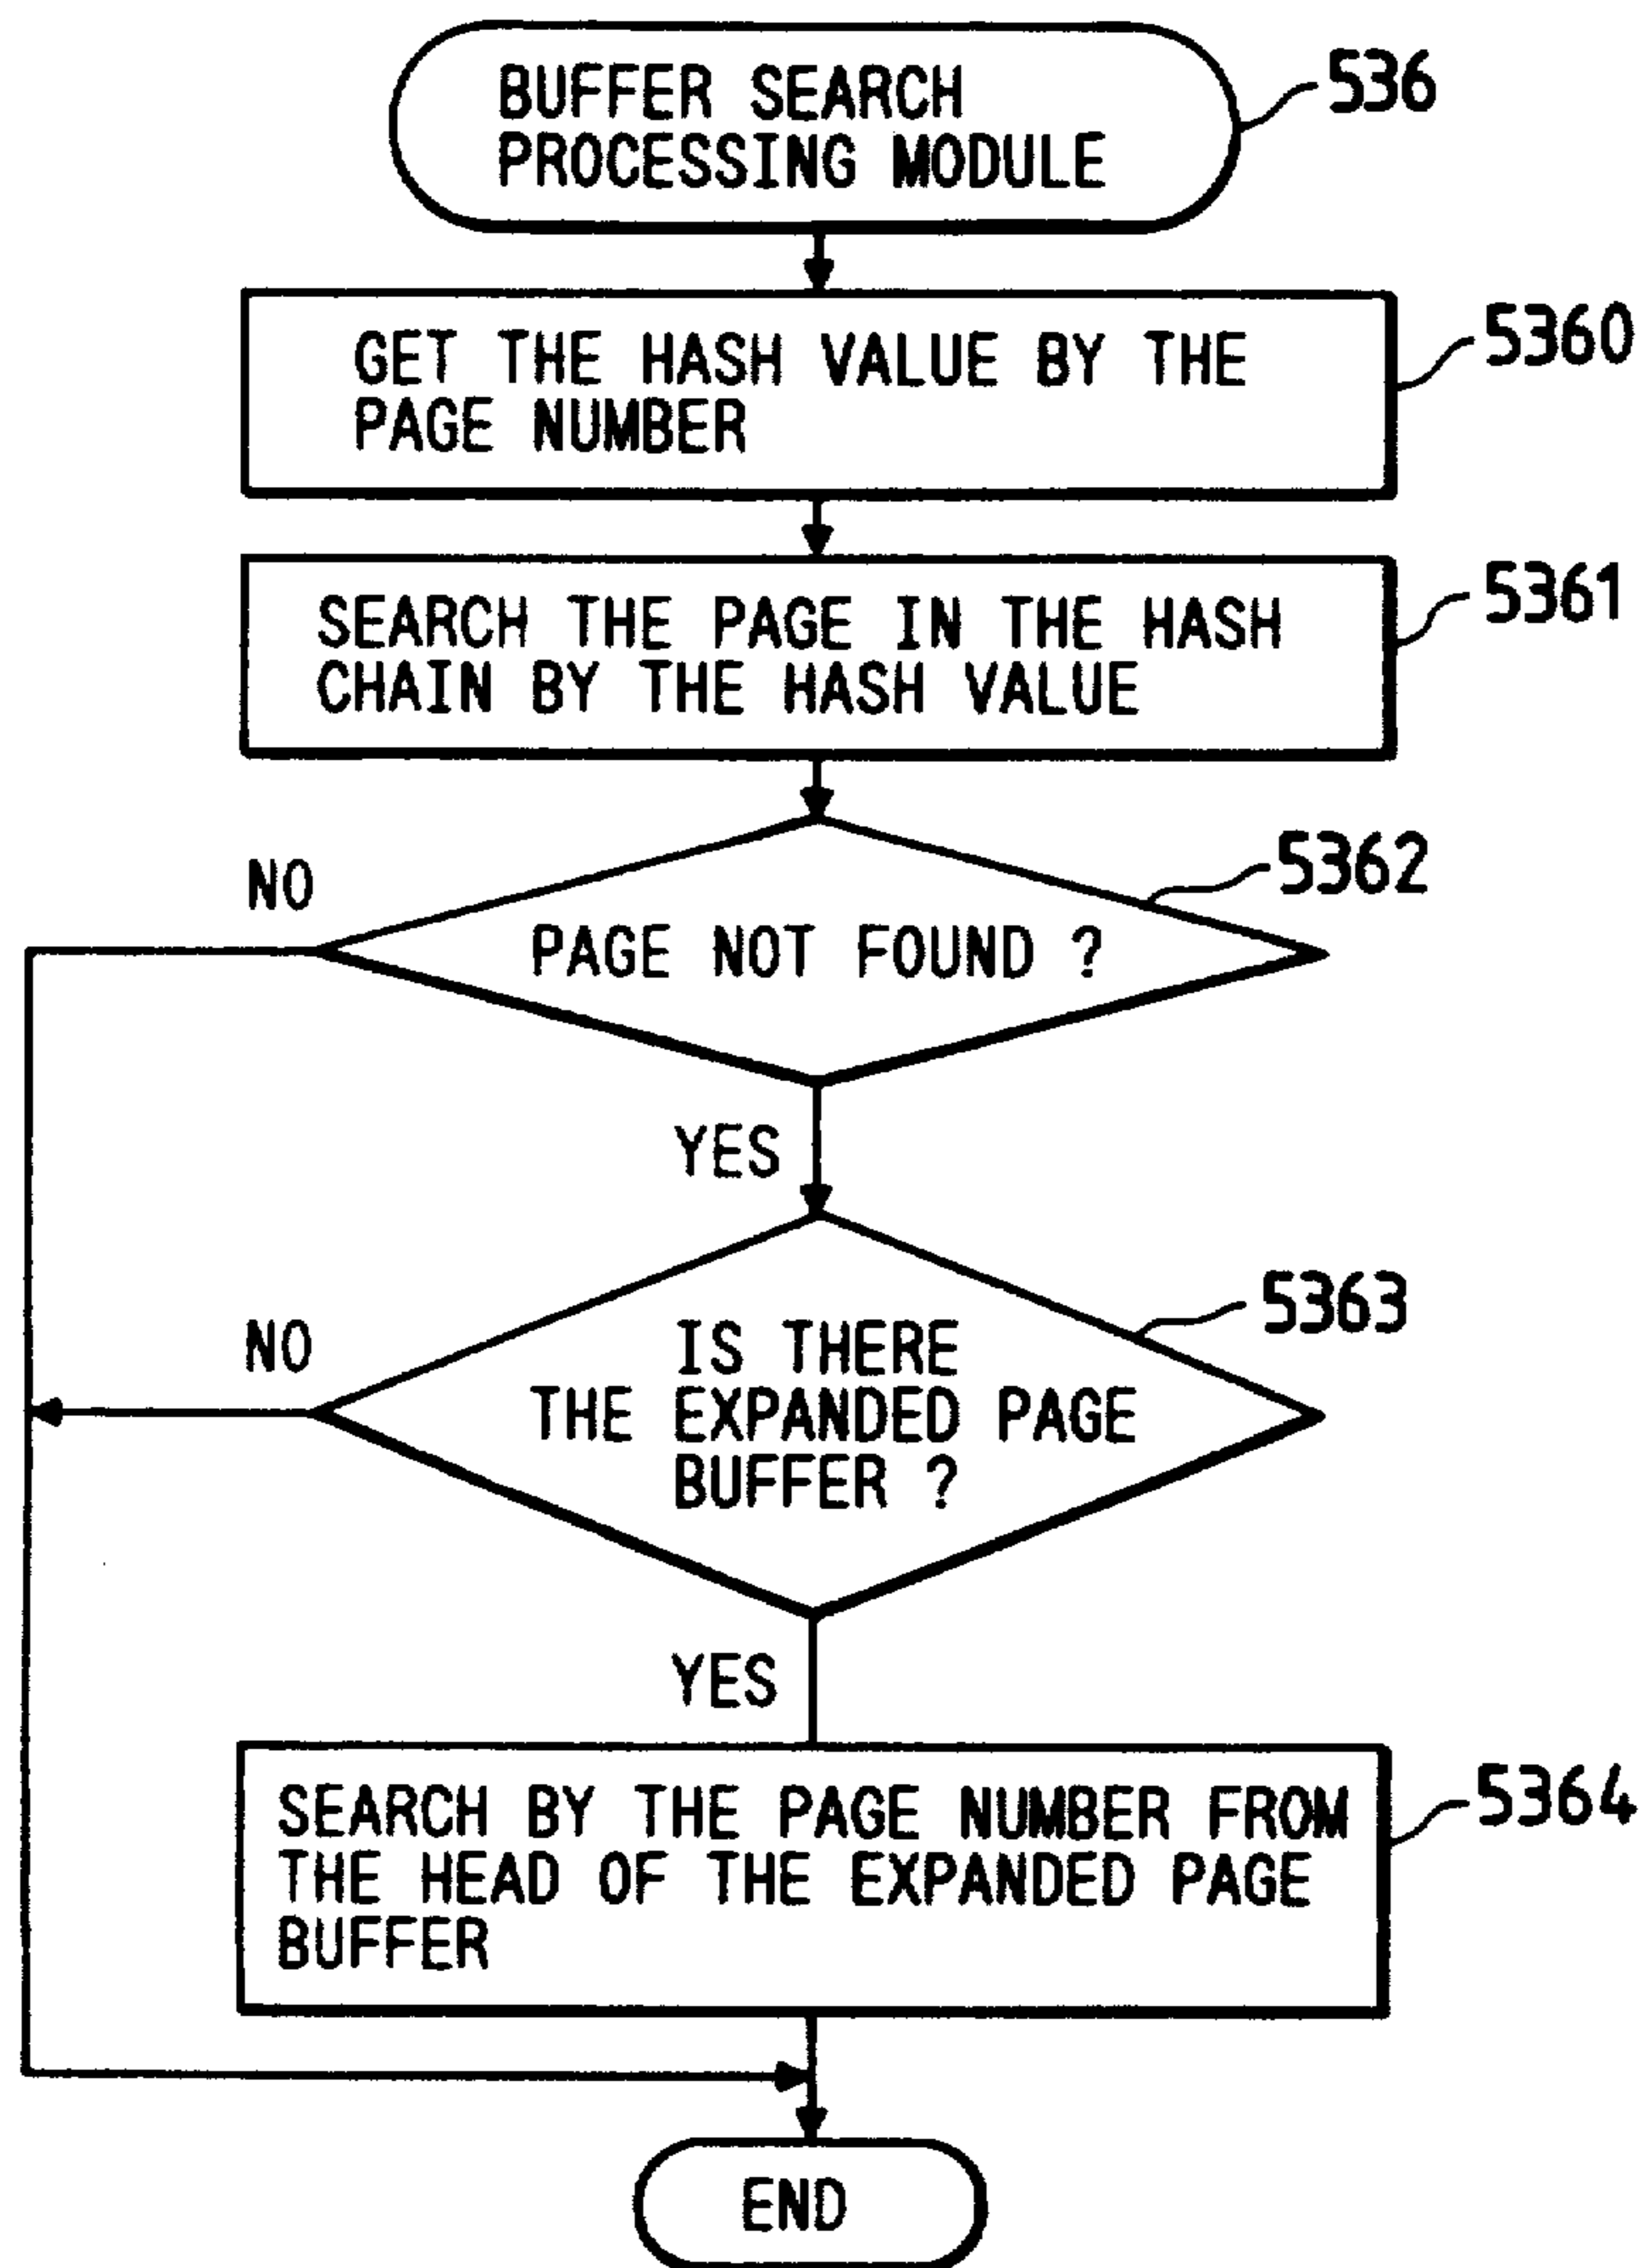 BUFFER SEARCH
PROCESSING MODULE
536
GET THE HASH VALUE BY THE
PAGE NUMBER
5360
SEARCH THE PAGE IN THE HASH
CHAIN BY THE HASH VALUE
5361
NO
5362
PAGE NOT FOUND ?
YES
5363
NO
IS THERE
THE EXPANDED PAGE
BUFFER ?
YES
SEARCH BY THE PAGE NUMBER FROM
THE HEAD OF THE EXPANDED PAGE
BUFFER
5364
END